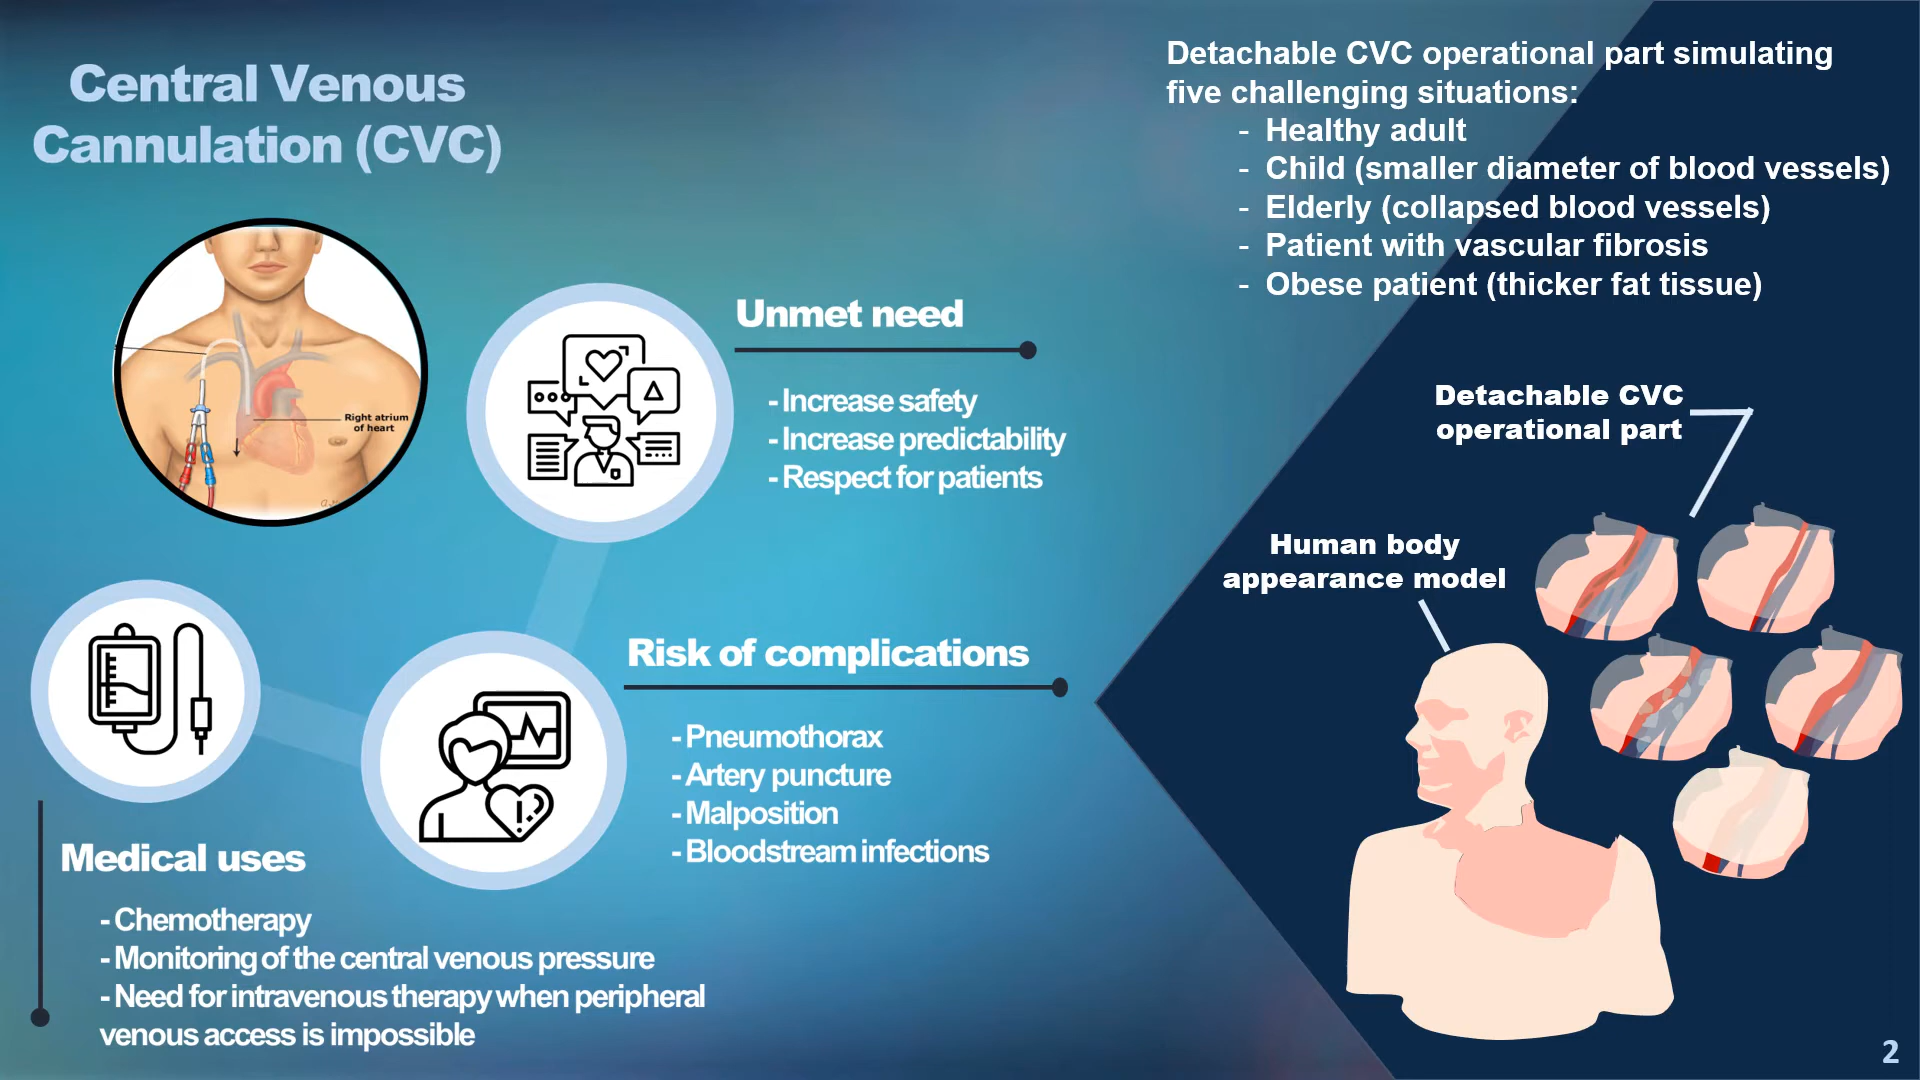 Central Venous
Cannulation (CVC)
Right atrium
of heart
Unmet need
- Increase safety
- Increase predictability
- Respect for patients
Risk of complications
- Pneumothorax
- Artery puncture
- Malposition
- Bloodstream infections
Medical uses
- Chemotherapy
- Monitoring of the central venous pressure
- Need for intravenous therapy when peripheral
venous access is impossible
Detachable CVC operational part simulating
five challenging situations:
- Healthy adult
- Child (smaller diameter of blood vessels)
- Elderly (collapsed blood vessels)
- Patient with vascular fibrosis
- Obese patient (thicker fat tissue)
Detachable CVC
operational part
Human body
appearance model
2